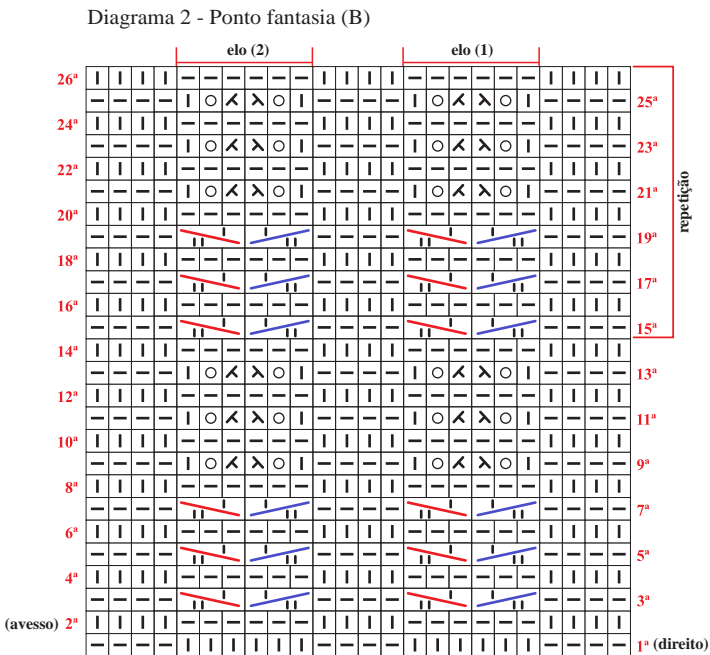 Diagrama 2 - Ponto fantasia (B)
elo (2) elo (1)
26ª
25ª
24ª
23ª
22ª
21ª
20ª
19ª
18ª
17ª
16ª
15ª
14ª
13ª
12ª
11ª
10ª
9ª
8ª
7ª
6ª
5ª
4ª
3ª
(avesso) 2ª
1ª (direito)
repetição